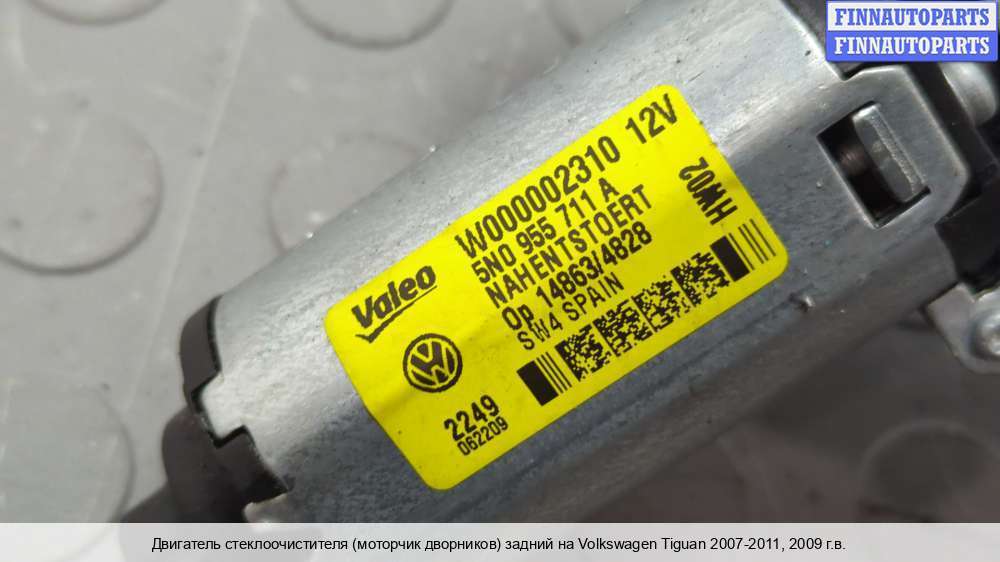 FINNAUTOPARTS
FINNAUTOPARTS
W000002310 12V
5N0 955 711 A
NAHENTSTOERT
Op 14863/4828
SW4 SPAIN
HW02
Valeo
VW
2249
062209
Двигатель стеклоочистителя (моторчик дворников) задний на Volkswagen Tiguan 2007-2011, 2009 г.в.